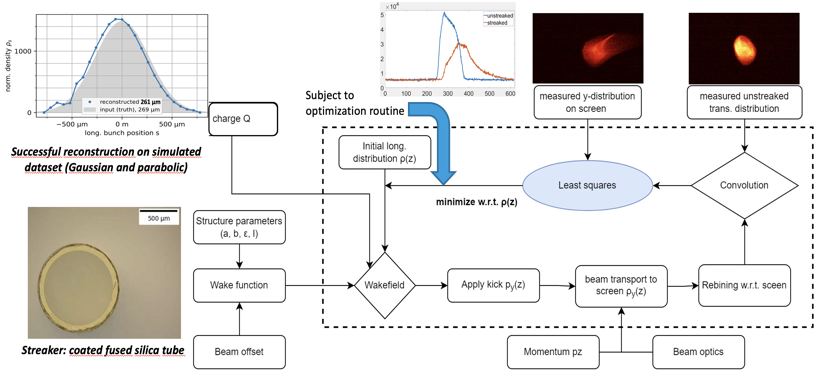 norm. density ρₛ
1000
0
reconstructed 261 μm
input (truth), 269 μm
−500 μm
0 m
500 μm
long. bunch position s
Successful reconstruction on simulated
dataset (Gaussian and parabolic)
charge Q
Subject to
optimization routine
×10⁴
unstreaked
streaked
5
4
3
2
1
0
0
100
200
300
400
500
600
measured y-distribution
on screen
measured unstreaked
trans. distribution
Initial long.
distribution ρ(z)
Least squares
Convolution
minimize w.r.t. ρ(z)
500 μm
Structure parameters
(a, b, ε, l)
Wake function
Wakefield
Apply kick pᵧ(z)
beam transport to
screen ρᵧ(z)
Rebining w.r.t. sceen
Streaker: coated fused silica tube
Beam offset
Momentum pz
Beam optics